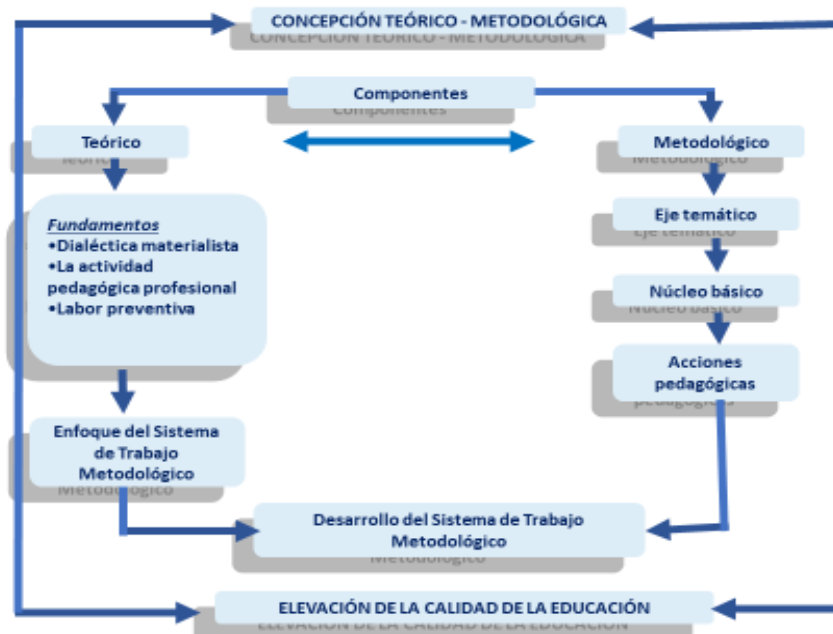 CONCEPCIÓN TEÓRICO - METODOLÓGICA
Componentes
Teórico
Metodológico
Fundamentos
•Dialéctica materialista
•La actividad
pedagógica profesional
•Labor preventiva
Eje temático
Núcleo básico
Acciones
pedagógicas
Enfoque del Sistema
de Trabajo
Metodológico
Desarrollo del Sistema de Trabajo
Metodológico
ELEVACIÓN DE LA CALIDAD DE LA EDUCACIÓN